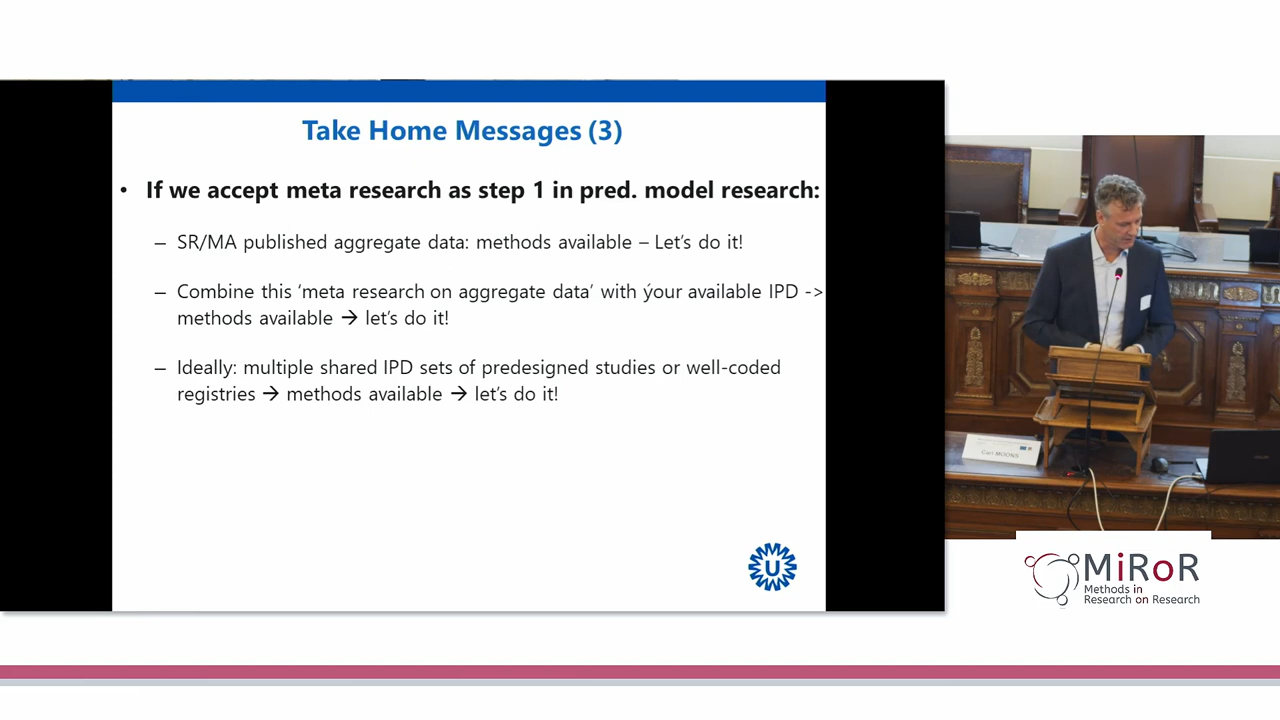 Take Home Messages (3)
• If we accept meta research as step 1 in pred. model research:
– SR/MA published aggregate data: methods available – Let's do it!
– Combine this ‘meta research on aggregate data’ with ýour available IPD ->
methods available → let's do it!
– Ideally: multiple shared IPD sets of predesigned studies or well-coded
registries → methods available → let's do it!
U
Carl MOONS
MiRoR
Methods in
Research on Research